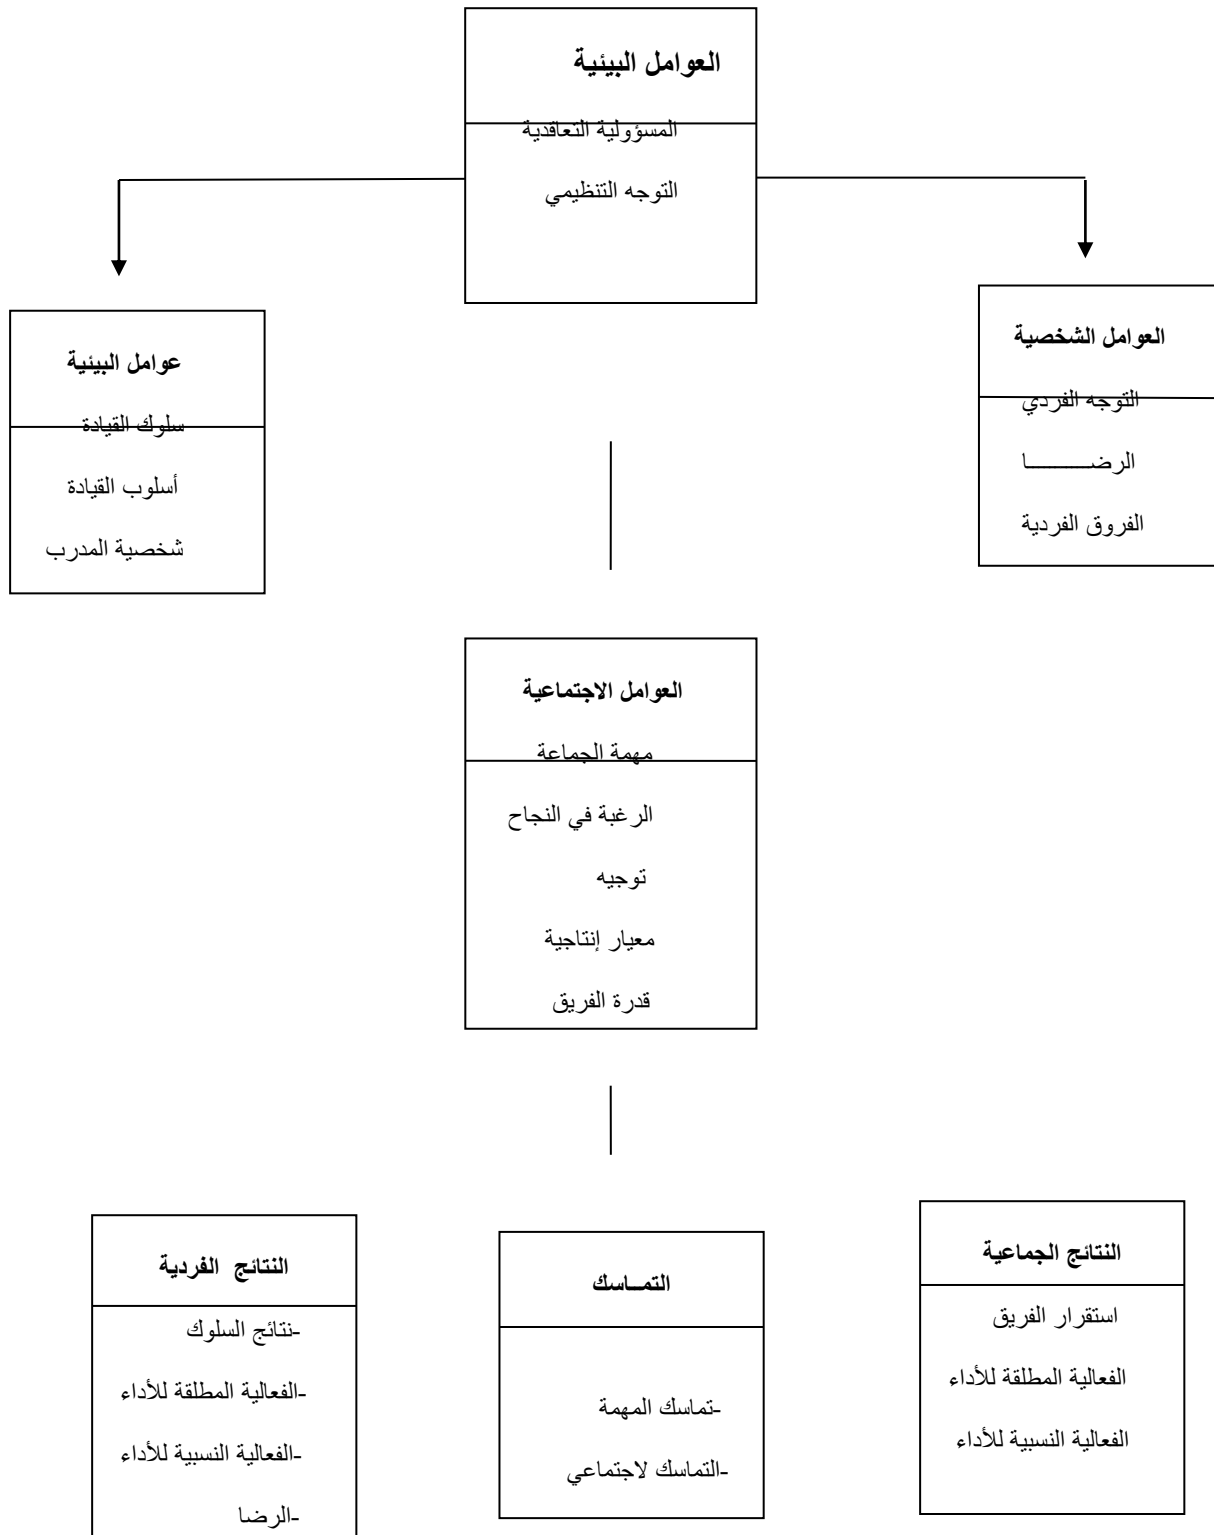 العوامل البيئية
المسؤولية التعاقدية
التوجه التنظيمي
العوامل الشخصية
التوجه الفردي
الرضـــــــــا
الفروق الفردية
عوامل البيئية
سلوك القيادة
أسلوب القيادة
شخصية المدرب
العوامل الاجتماعية
مهمة الجماعة
الرغبة في النجاح
توجيه
معيار إنتاجية
قدرة الفريق
النتائج الجماعية
استقرار الفريق
الفعالية المطلقة للأداء
الفعالية النسبية للأداء
التمــاسك
-تماسك المهمة
-التماسك لاجتماعي
النتائج الفردية
-نتائج السلوك
-الفعالية المطلقة للأداء
-الفعالية النسبية للأداء
-الرضا